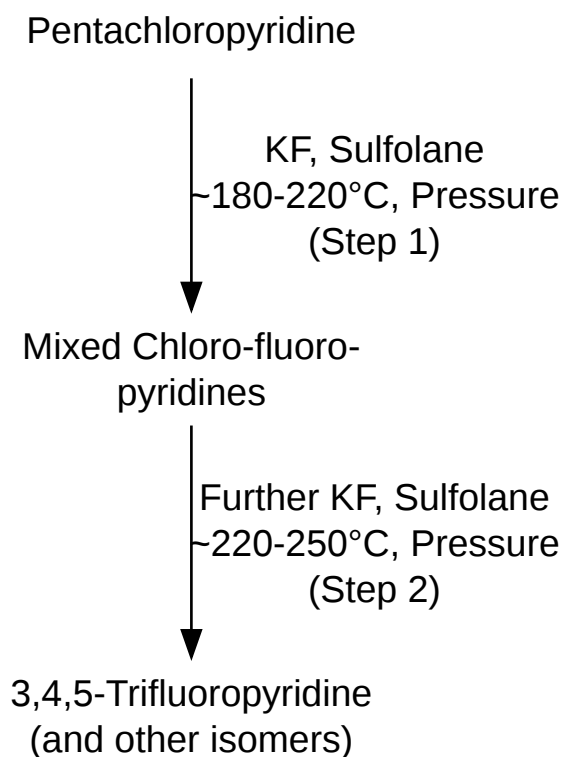 Pentachloropyridine
KF, Sulfolane
~180-220°C, Pressure
(Step 1)
Mixed Chloro-fluoro-
pyridines
Further KF, Sulfolane
~220-250°C, Pressure
(Step 2)
3,4,5-Trifluoropyridine
(and other isomers)